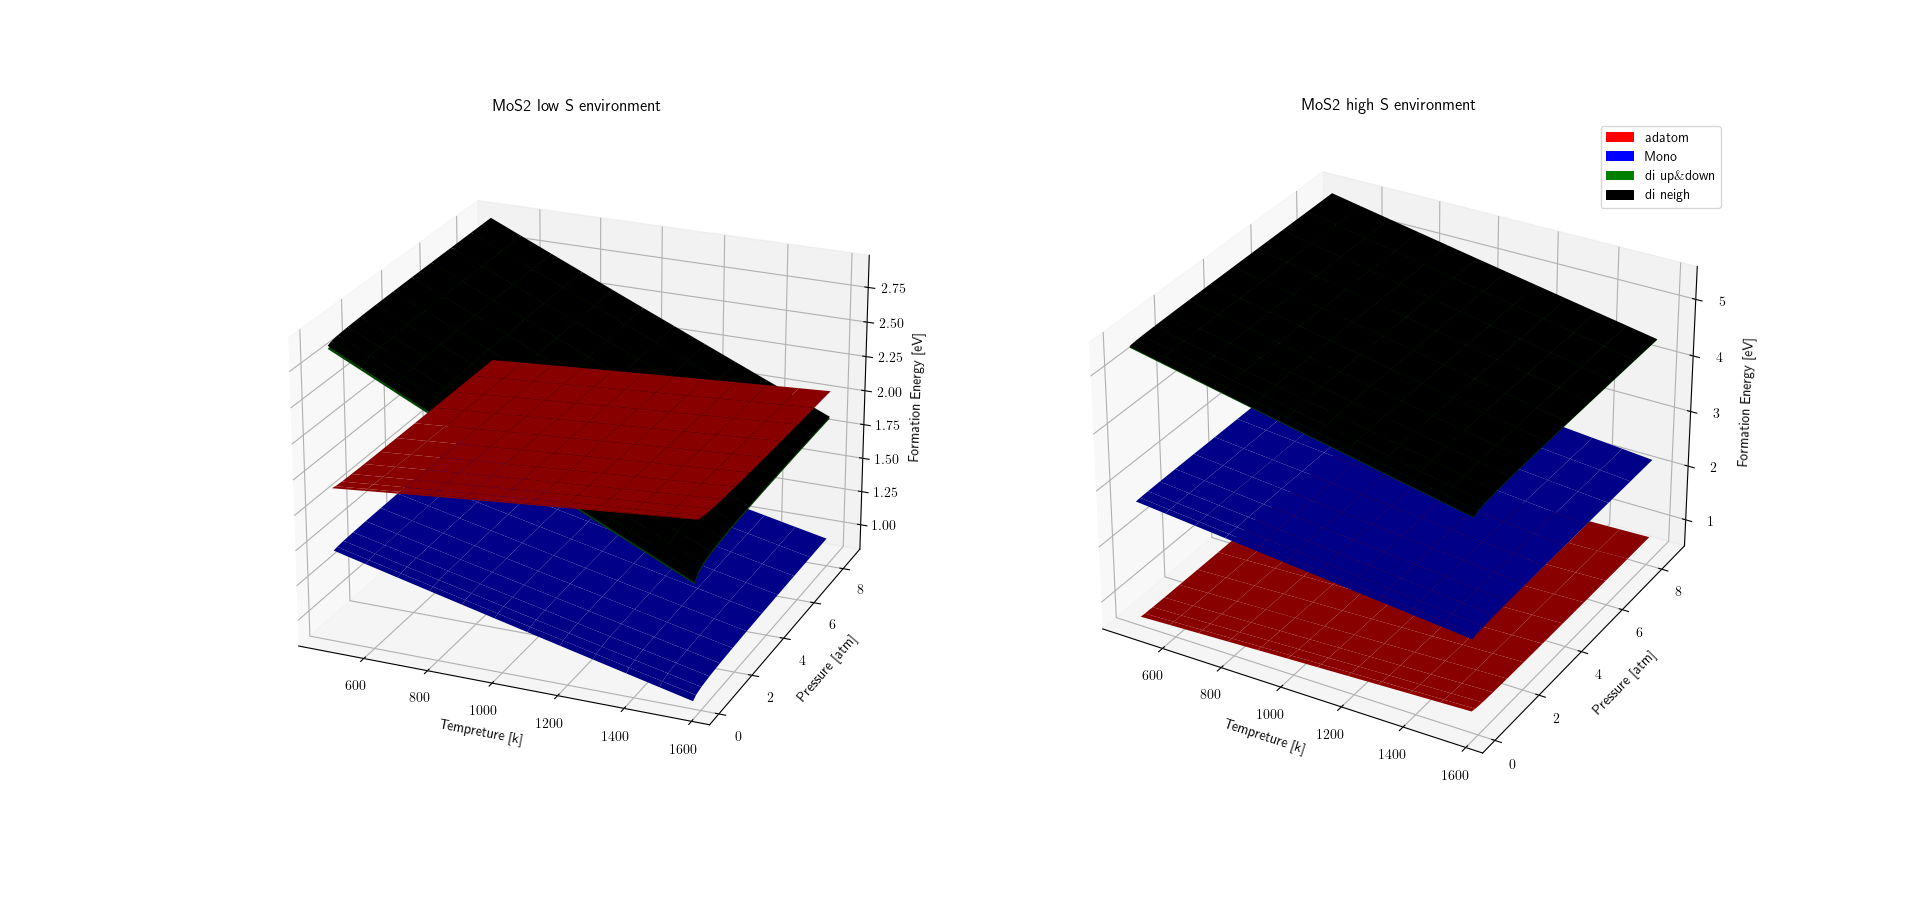 MoS2 low S environment
2.75
2.50
2.25
2.00
1.75
1.50
1.25
1.00
Formation Energy [eV]
8
6
4
2
0
Pressure [atm]
600
800
1000
1200
1400
1600
Tempreture [k]
MoS2 high S environment
adatom
Mono
di up&down
di neigh
5
4
3
2
1
Formation Energy [eV]
8
6
4
2
0
Pressure [atm]
600
800
1000
1200
1400
1600
Tempreture [k]